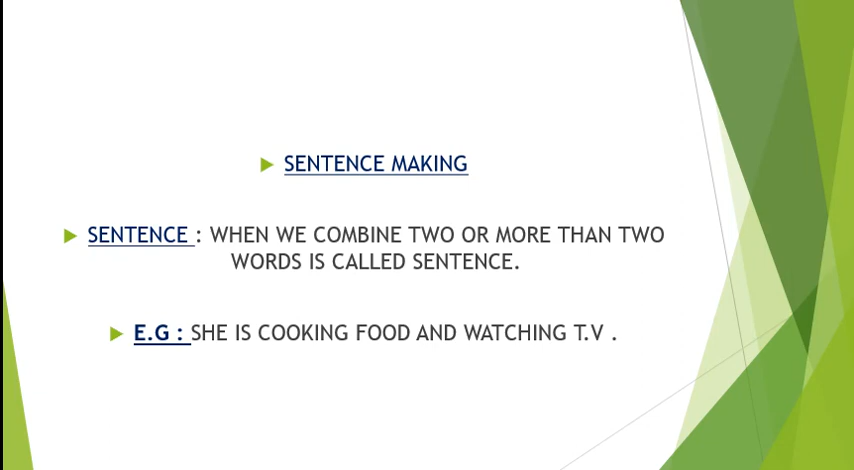 SENTENCE MAKING
SENTENCE : WHEN WE COMBINE TWO OR MORE THAN TWO
WORDS IS CALLED SENTENCE.
E.G : SHE IS COOKING FOOD AND WATCHING T.V .